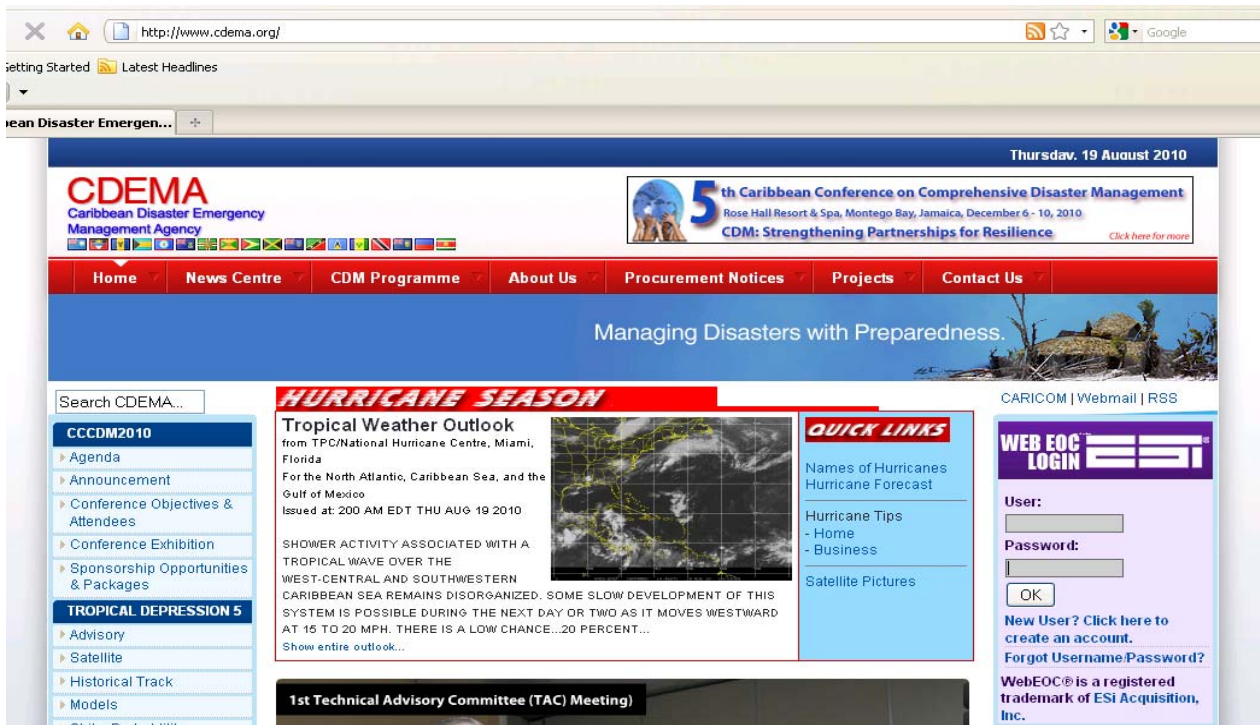 http://www.cdema.org/
Google
Getting Started
Latest Headlines
bean Disaster Emergen...
Thursday, 19 August 2010
CDEMA
Caribbean Disaster Emergency
Management Agency
5th Caribbean Conference on Comprehensive Disaster Management
Rose Hall Resort & Spa, Montego Bay, Jamaica, December 6 - 10, 2010
CDM: Strengthening Partnerships for Resilience
Click here for more
Home
News Centre
CDM Programme
About Us
Procurement Notices
Projects
Contact Us
Managing Disasters with Preparedness.
Search CDEMA...
CCCDM2010
Agenda
Announcement
Conference Objectives &
Attendees
Conference Exhibition
Sponsorship Opportunities
& Packages
TROPICAL DEPRESSION 5
Advisory
Satellite
Historical Track
Models
HURRICANE SEASON
Tropical Weather Outlook
from TPC/National Hurricane Centre, Miami,
Florida
For the North Atlantic, Caribbean Sea, and the
Gulf of Mexico
Issued at: 200 AM EDT THU AUG 19 2010
SHOWER ACTIVITY ASSOCIATED WITH A
TROPICAL WAVE OVER THE
WEST-CENTRAL AND SOUTHWESTERN
CARIBBEAN SEA REMAINS DISORGANIZED. SOME SLOW DEVELOPMENT OF THIS
SYSTEM IS POSSIBLE DURING THE NEXT DAY OR TWO AS IT MOVES WESTWARD
AT 15 TO 20 MPH. THERE IS A LOW CHANCE...20 PERCENT...
Show entire outlook...
QUICK LINKS
Names of Hurricanes
Hurricane Forecast
Hurricane Tips
- Home
- Business
Satellite Pictures
1st Technical Advisory Committee (TAC) Meeting)
CARICOM | Webmail | RSS
WEB EOC
LOGIN
ESi®
User:
Password:
OK
New User? Click here to
create an account.
Forgot Username/Password?
WebEOC® is a registered
trademark of ESi Acquisition,
Inc.